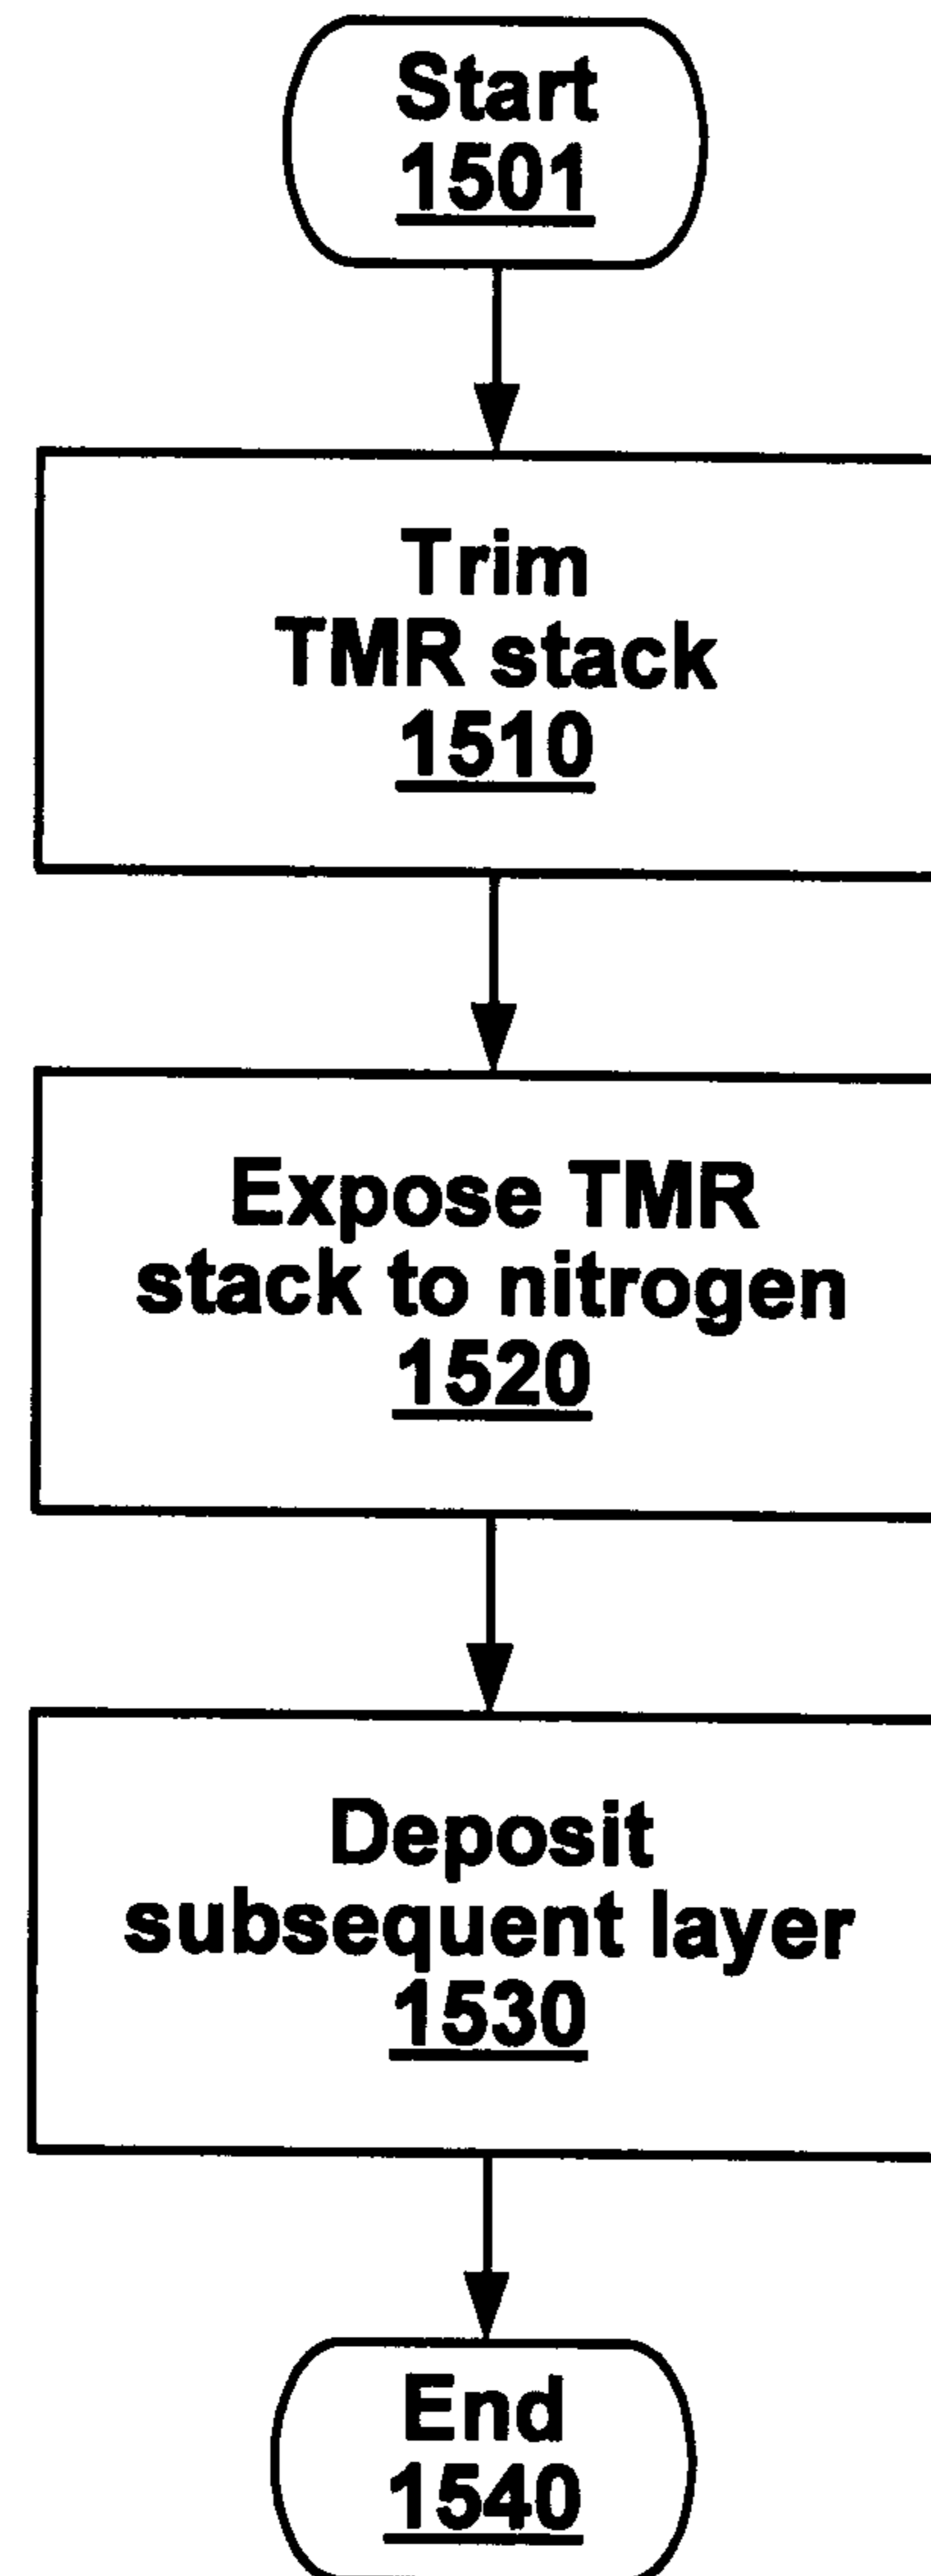 Start
1501
Trim
TMR stack
1510
Expose TMR
stack to nitrogen
1520
Deposit
subsequent layer
1530
End
1540